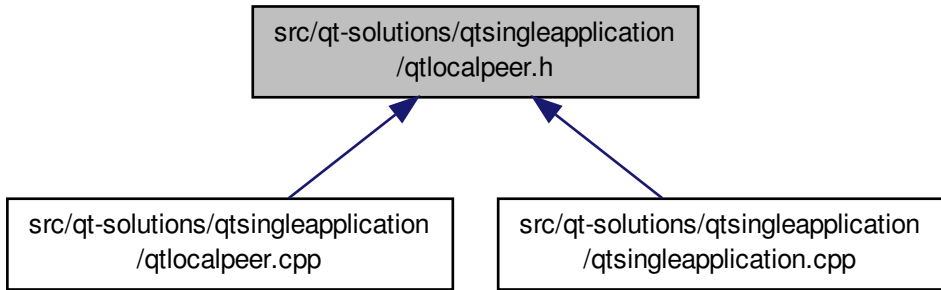 src/qt-solutions/qtsingleapplication
/qtlocalpeer.h
src/qt-solutions/qtsingleapplication
/qtlocalpeer.cpp
src/qt-solutions/qtsingleapplication
/qtsingleapplication.cpp